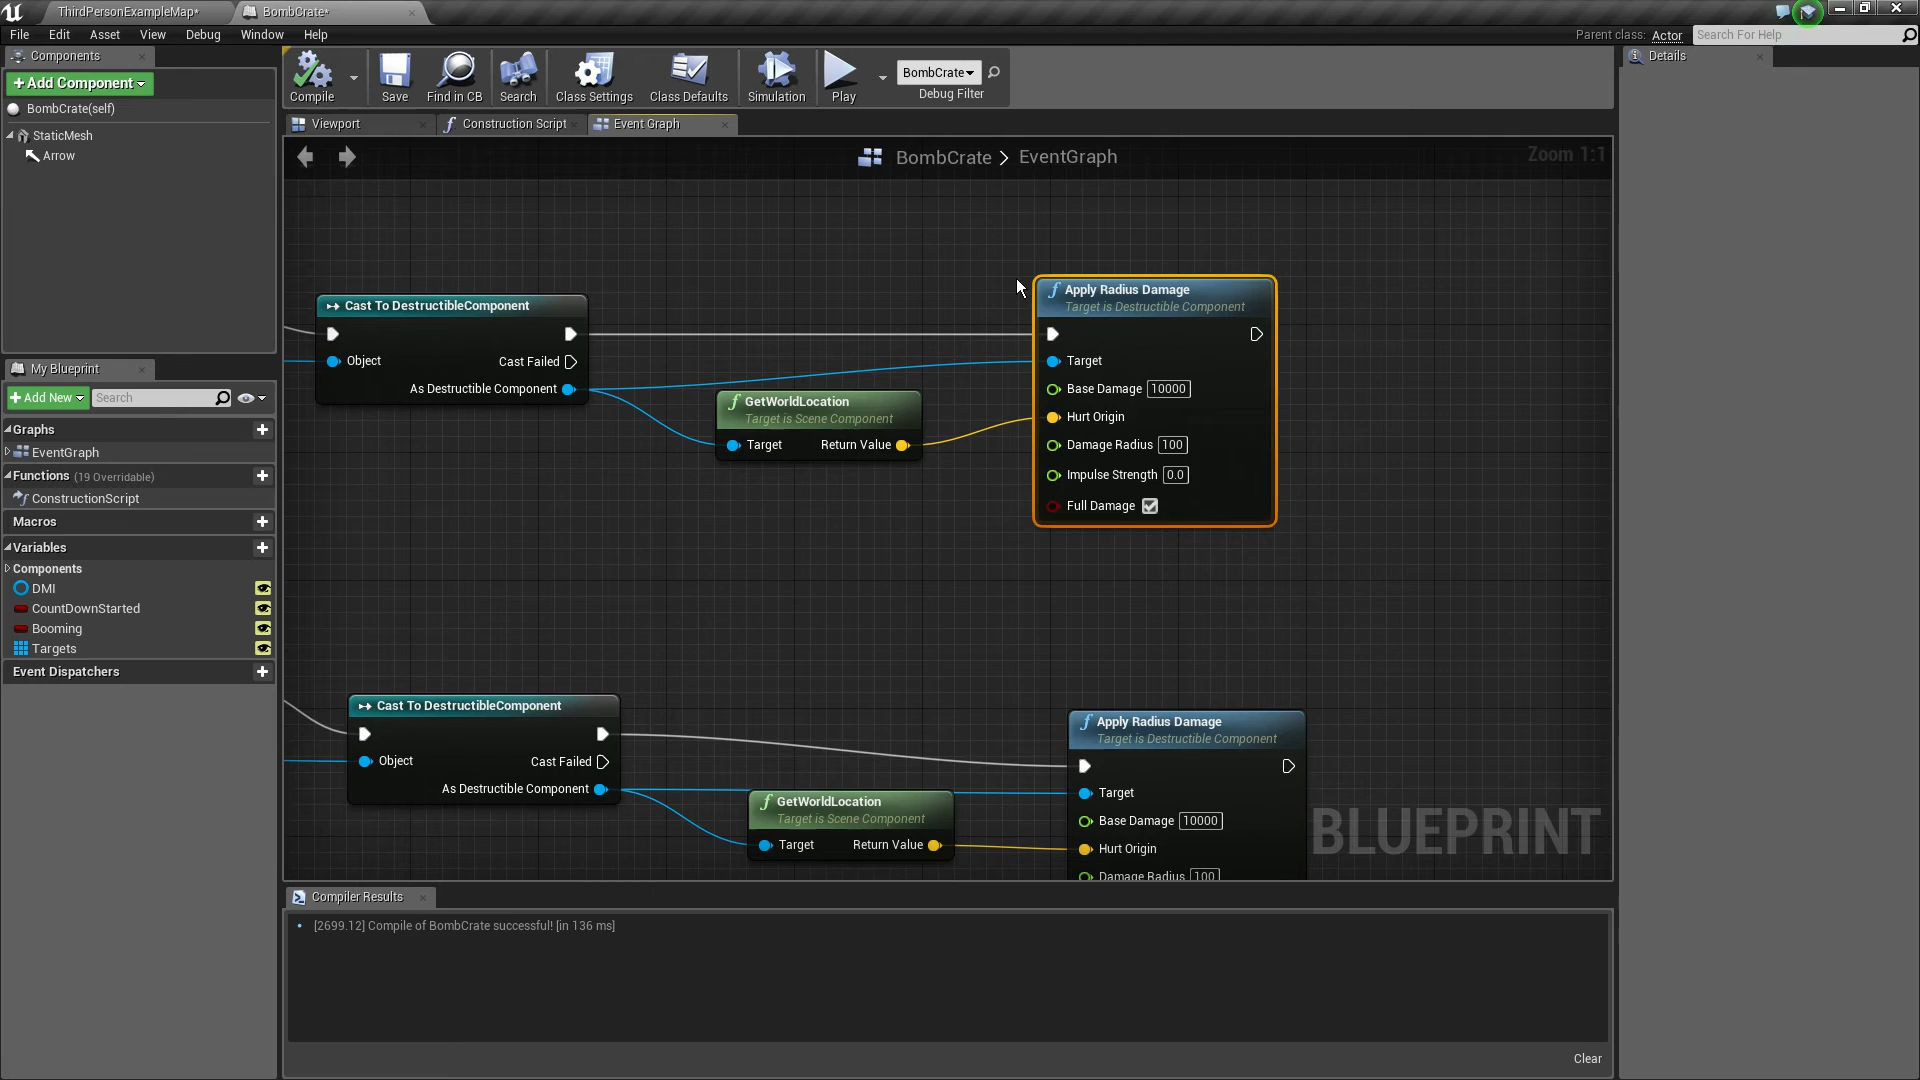 ThirdPersonExampleMap*
BombCrate*
File Edit Asset View Debug Window Help
Parent class: Actor
Search For Help
Components
+Add Component
BombCrate(self)
StaticMesh
Arrow
Compile
Save
Find in CB
Search
Class Settings
Class Defaults
Simulation
Play
BombCrate
Debug Filter
Details
Viewport
Construction Script
Event Graph
BombCrate > EventGraph
Zoom 1:1
My Blueprint
+Add New
Search
Graphs
EventGraph
Functions (19 Overridable)
ConstructionScript
Macros
Variables
Components
DMI
CountDownStarted
Booming
Targets
Event Dispatchers
Cast To DestructibleComponent
Object
Cast Failed
As Destructible Component
GetWorldLocation
Target is Scene Component
Target
Return Value
Apply Radius Damage
Target is Destructible Component
Target
Base Damage 10000
Hurt Origin
Damage Radius 100
Impulse Strength 0.0
Full Damage
Cast To DestructibleComponent
Object
Cast Failed
As Destructible Component
GetWorldLocation
Target is Scene Component
Target
Return Value
Apply Radius Damage
Target is Destructible Component
Target
Base Damage 10000
Hurt Origin
Damage Radius 100
BLUEPRINT
Compiler Results
[2699.12] Compile of BombCrate successful! [in 136 ms]
Clear